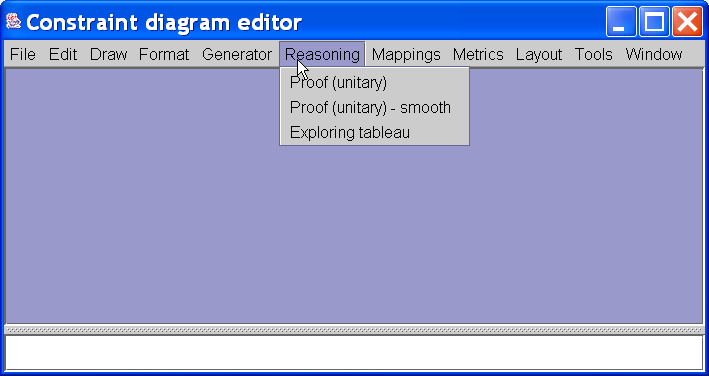 Constraint diagram editor
File Edit Draw Format Generator Reasoning Mappings Metrics Layout Tools Window
Proof (unitary)
Proof (unitary) - smooth
Exploring tableau